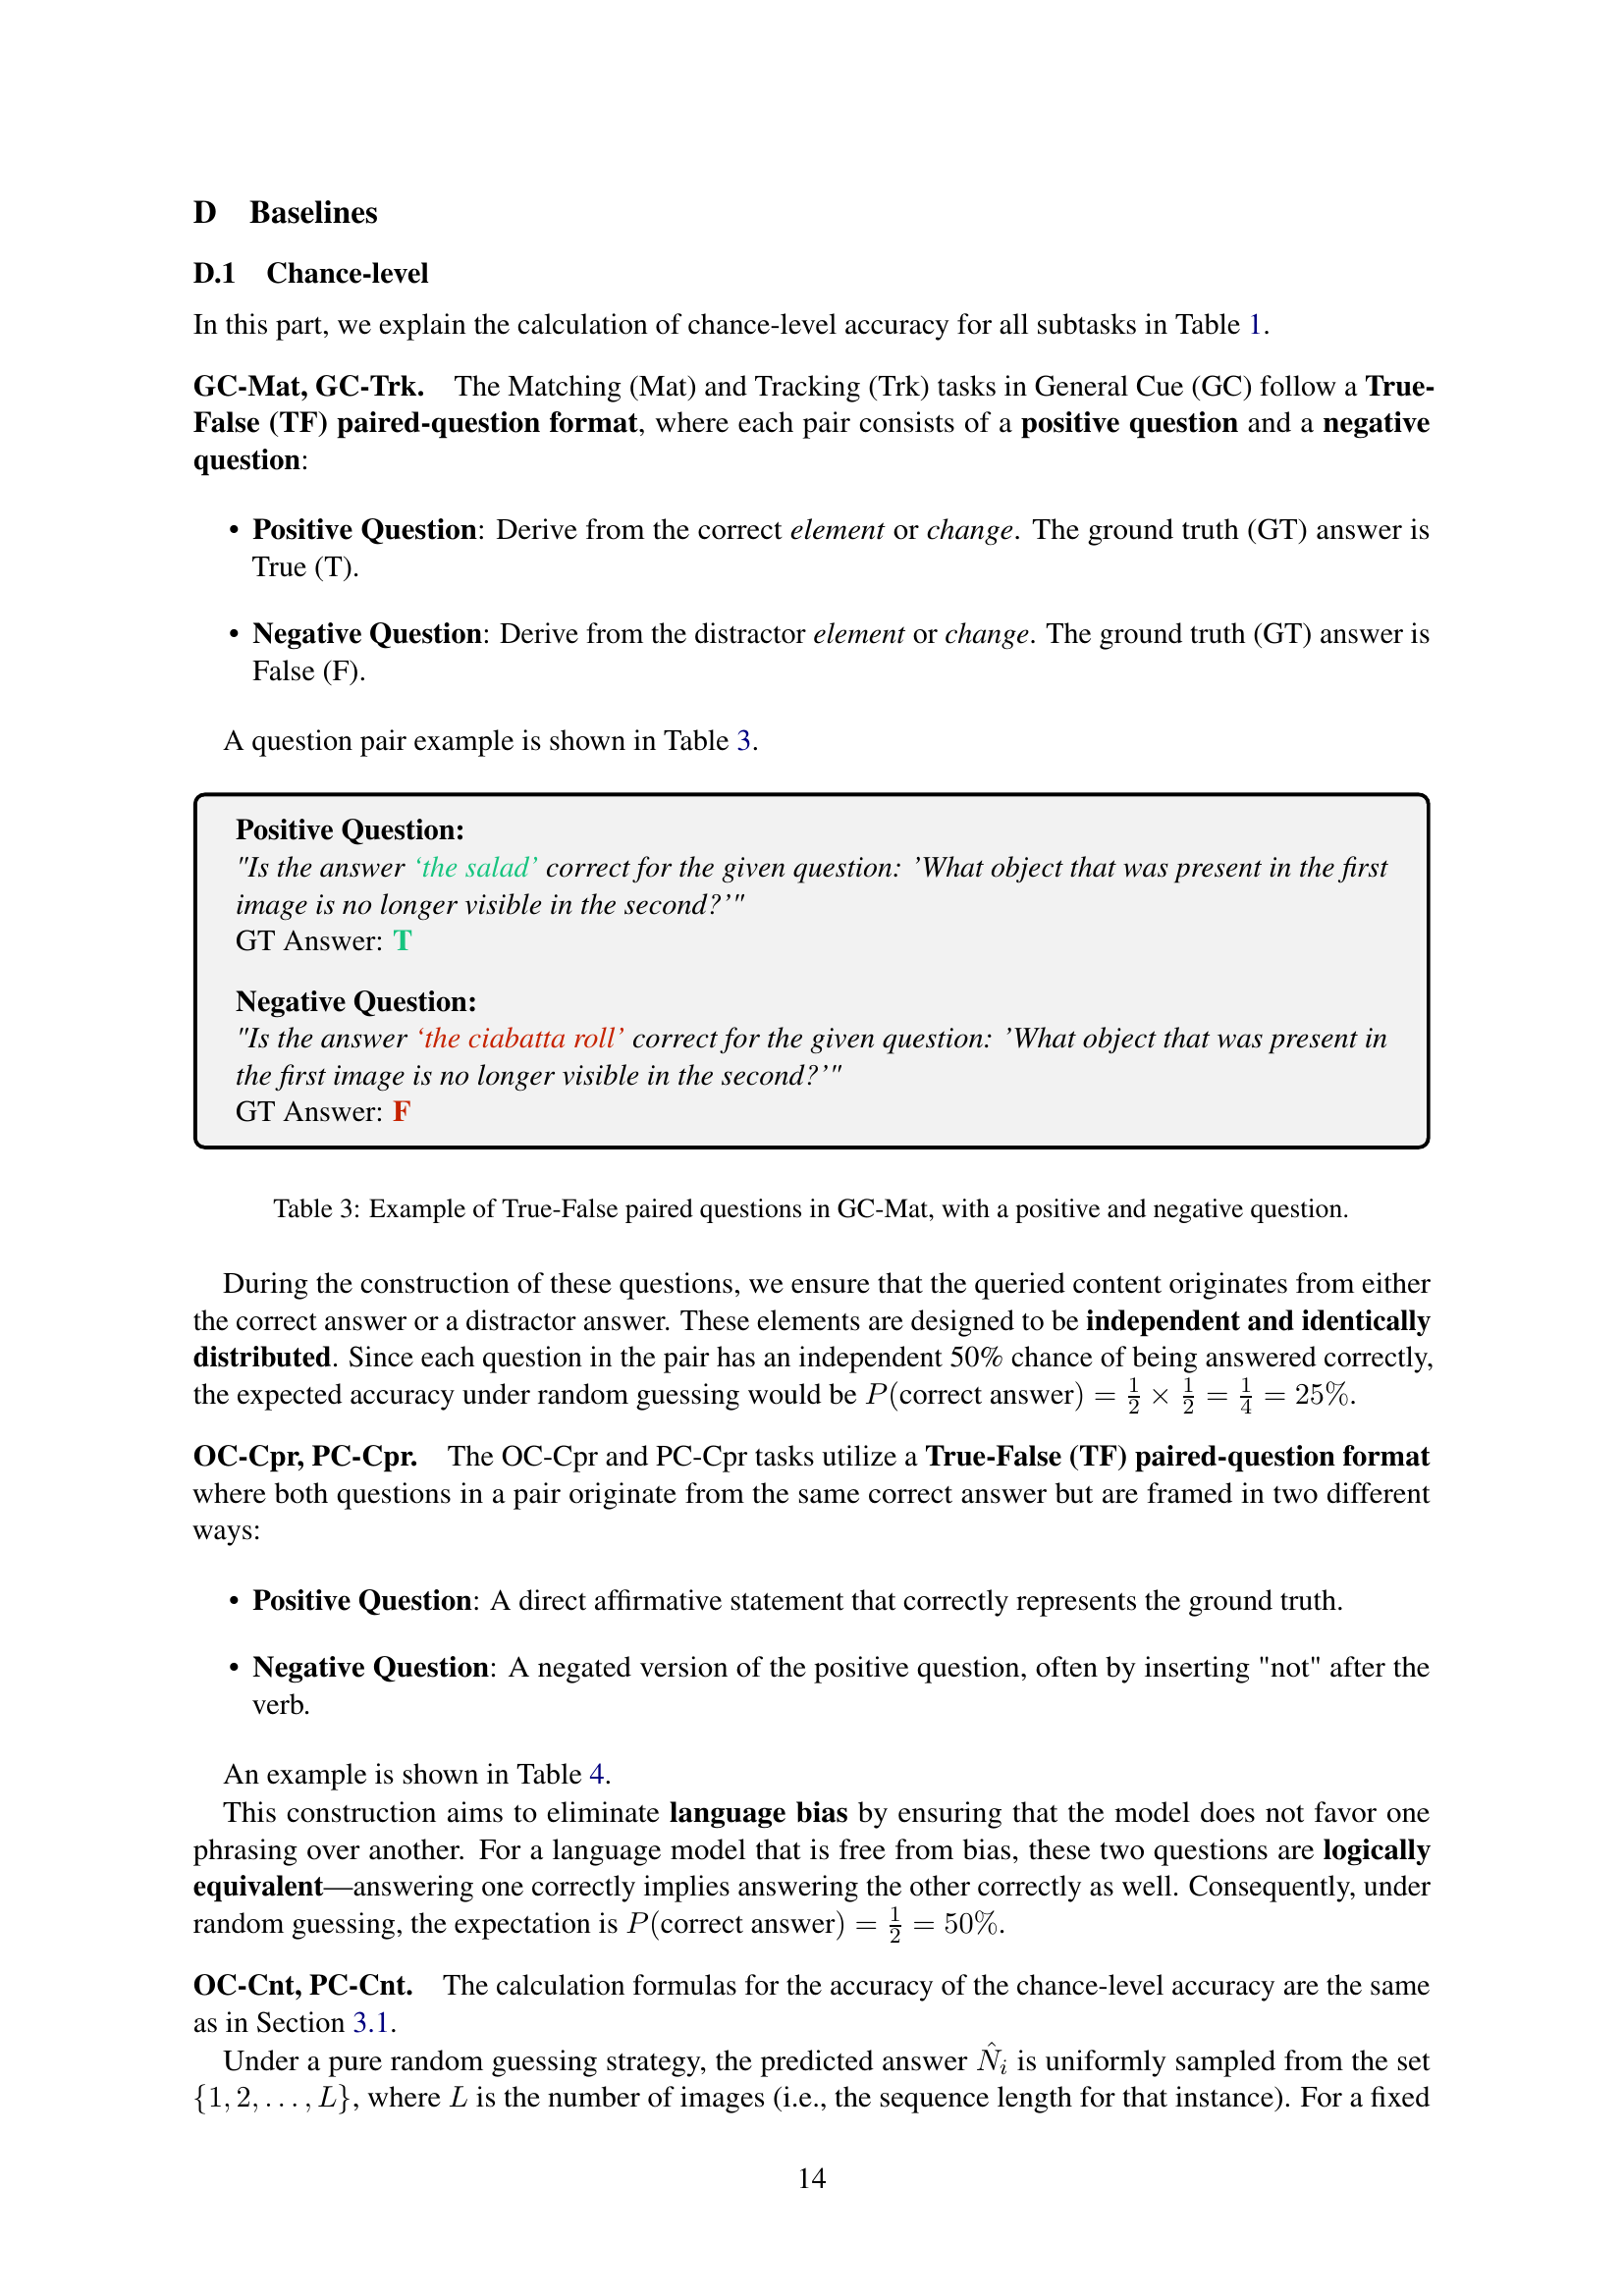 D Baselines
D.1 Chance-level
In this part, we explain the calculation of chance-level accuracy for all subtasks in Table 1.
GC-Mat, GC-Trk. The Matching (Mat) and Tracking (Trk) tasks in General Cue (GC) follow a True-
False (TF) paired-question format, where each pair consists of a positive question and a negative
question:
• Positive Question: Derive from the correct element or change. The ground truth (GT) answer is
True (T).
• Negative Question: Derive from the distractor element or change. The ground truth (GT) answer is
False (F).
A question pair example is shown in Table 3.
Positive Question:
"Is the answer ‘the salad’ correct for the given question: ’What object that was present in the first
image is no longer visible in the second?’"
GT Answer: T
Negative Question:
"Is the answer ‘the ciabatta roll’ correct for the given question: ’What object that was present in
the first image is no longer visible in the second?’"
GT Answer: F
Table 3: Example of True-False paired questions in GC-Mat, with a positive and negative question.
During the construction of these questions, we ensure that the queried content originates from either
the correct answer or a distractor answer. These elements are designed to be independent and identically
distributed. Since each question in the pair has an independent 50% chance of being answered correctly,
the expected accuracy under random guessing would be P(correct answer) = 1/2 × 1/2 = 1/4 = 25%.
OC-Cpr, PC-Cpr. The OC-Cpr and PC-Cpr tasks utilize a True-False (TF) paired-question format
where both questions in a pair originate from the same correct answer but are framed in two different
ways:
• Positive Question: A direct affirmative statement that correctly represents the ground truth.
• Negative Question: A negated version of the positive question, often by inserting "not" after the
verb.
An example is shown in Table 4.
This construction aims to eliminate language bias by ensuring that the model does not favor one
phrasing over another. For a language model that is free from bias, these two questions are logically
equivalent—answering one correctly implies answering the other correctly as well. Consequently, under
random guessing, the expectation is P(correct answer) = 1/2 = 50%.
OC-Cnt, PC-Cnt. The calculation formulas for the accuracy of the chance-level accuracy are the same
as in Section 3.1.
Under a pure random guessing strategy, the predicted answer N̂i is uniformly sampled from the set
{1, 2, . . . , L}, where L is the number of images (i.e., the sequence length for that instance). For a fixed
14